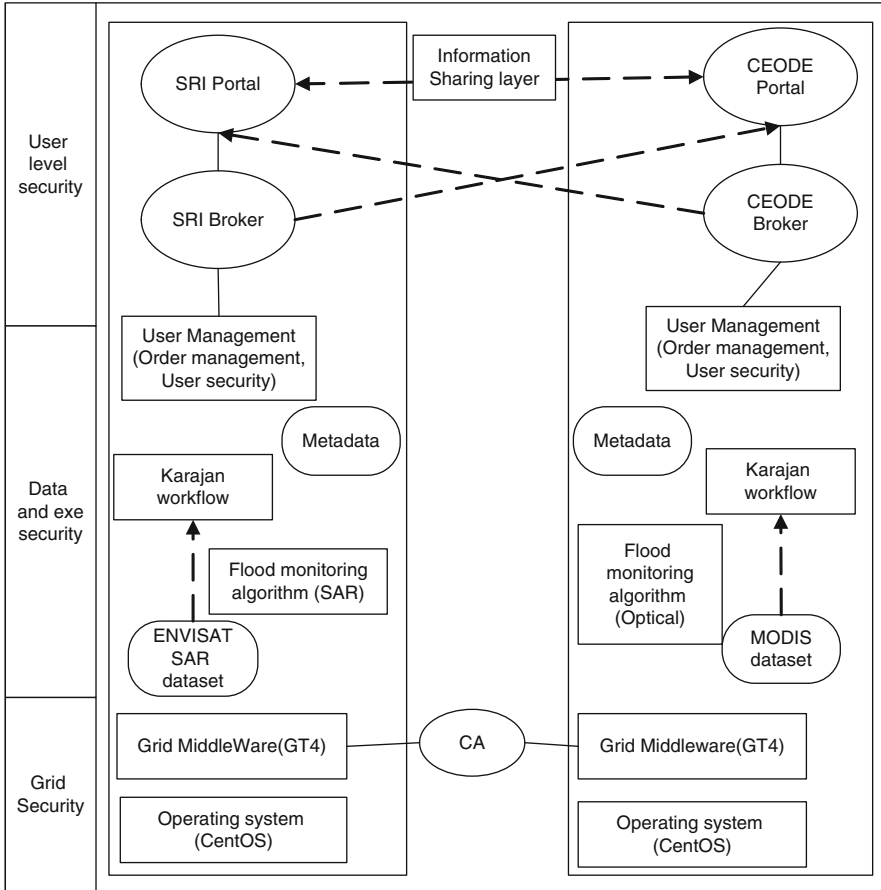 User
level
security
SRI Portal
Information
Sharing layer
CEODE
Portal
SRI Broker
CEODE
Broker
User Management
(Order management,
User security)
User Management
(Order management,
User security)
Data
and exe
security
Metadata
Metadata
Karajan
workflow
Karajan
workflow
Flood monitoring
algorithm (SAR)
Flood
monitoring
algorithm
(Optical)
ENVISAT
SAR
dataset
MODIS
dataset
Grid
Security
Grid MiddleWare(GT4)
CA
Grid Middleware(GT4)
Operating system
(CentOS)
Operating system
(CentOS)